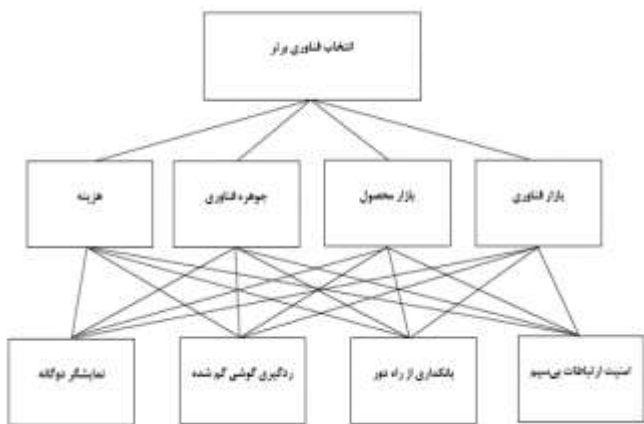 انتخاب فناوری برتر
بازار فناوری
بازار محصول
جوهره فناوری
هزینه
امنیت ارتباطات بی‌سیم
بانکداری از راه دور
ردگیری گوشی گم شده
نمایشگر دوگانه